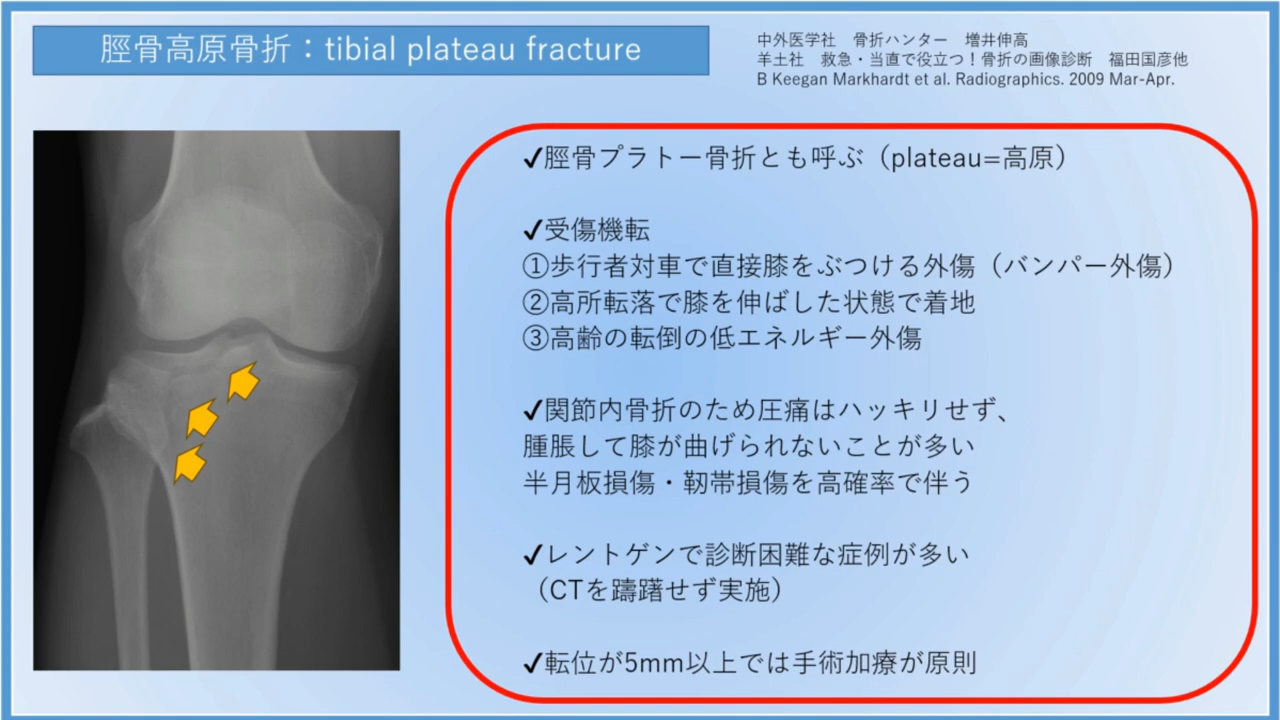 脛骨高原骨折：tibial plateau fracture
中外医学社　骨折ハンター　増井伸高
羊土社　救急・当直で役立つ！骨折の画像診断　福田国彦他
B Keegan Markhardt et al. Radiographics. 2009 Mar-Apr.
✓脛骨プラトー骨折とも呼ぶ（plateau=高原）
✓受傷機転
①歩行者対車で直接膝をぶつける外傷（バンパー外傷）
②高所転落で膝を伸ばした状態で着地
③高齢の転倒の低エネルギー外傷
✓関節内骨折のため圧痛はハッキリせず、
腫脹して膝が曲げられないことが多い
半月板損傷・靭帯損傷を高確率で伴う
✓レントゲンで診断困難な症例が多い
（CTを躊躇せず実施）
✓転位が5mm以上では手術加療が原則